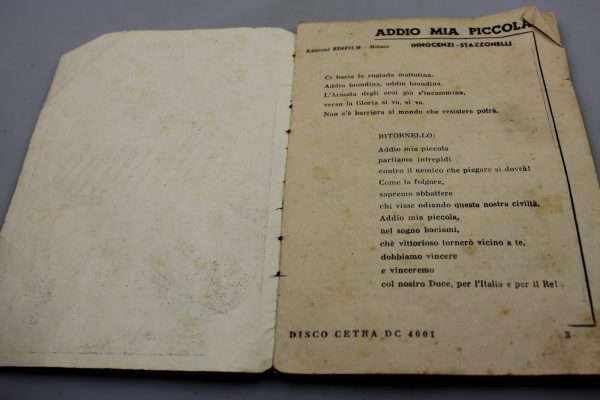 ADDIO MIA PICCOLA
Edizioni EDIFILM - Milano
INNOCENZI - STAZZONELLI
Ci bacia la rugiada mattutina.
Addio biondina, addio biondina.
L'Armata degli eroi già s'incammina,
verso la Gloria si va, si va.
Non c'è barriera al mondo che resistere potrà.
RITORNELLO:
Addio mia piccola
partiamo intrepidi
contro il nemico che piegare si dovrà!
Come la folgore,
sapremo abbattere
chi visse odiando questa nostra civiltà.
Addio mia piccola,
nel sogno baciami,
chè vittorioso tornerò vicino a te,
dobbiamo vincere
e vinceremo
col nostro Duce, per l'Italia e per il Re!
DISCO CETRA DC 4001
3